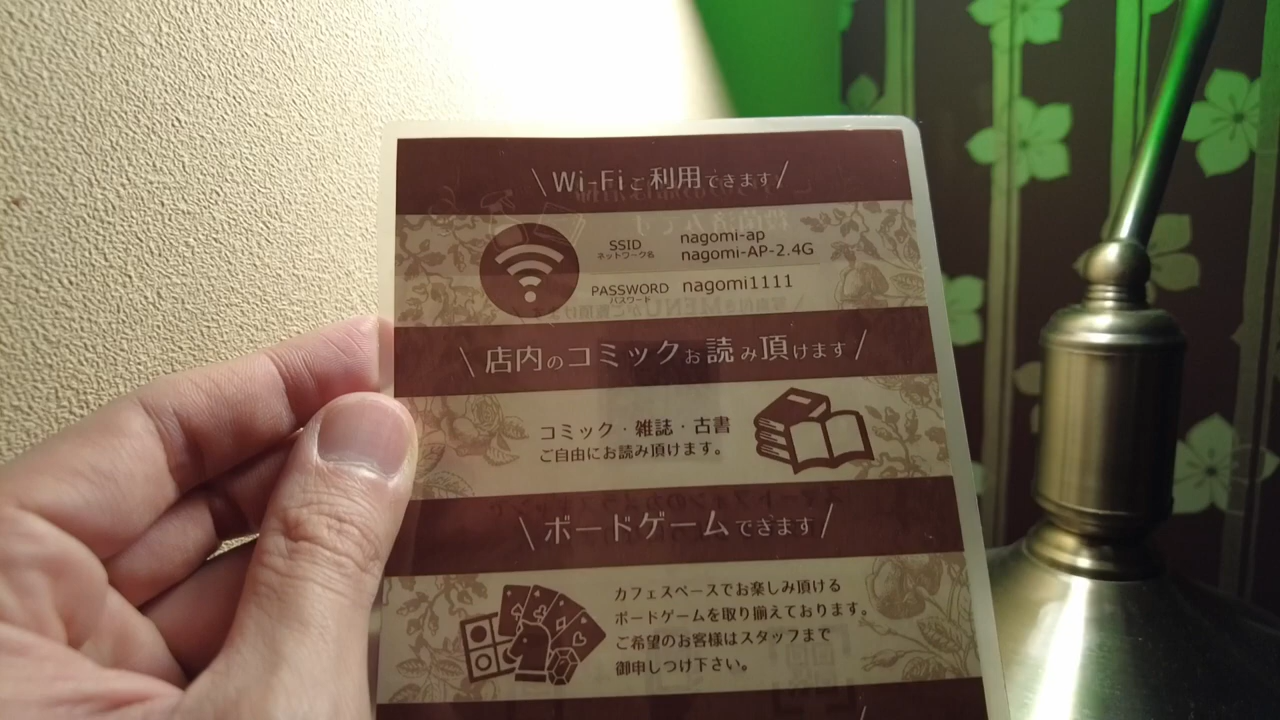 \ Wi-Fiご利用できます /
SSID
ネットワーク名
nagomi-ap
nagomi-AP-2.4G
PASSWORD
パスワード
nagomi1111
\ 店内のコミックお読み頂けます /
コミック・雑誌・古書
ご自由にお読み頂けます。
\ ボードゲームできます /
カフェスペースでお楽しみ頂ける
ボードゲームを取り揃えております。
ご希望のお客様はスタッフまで
御申しつけ下さい。